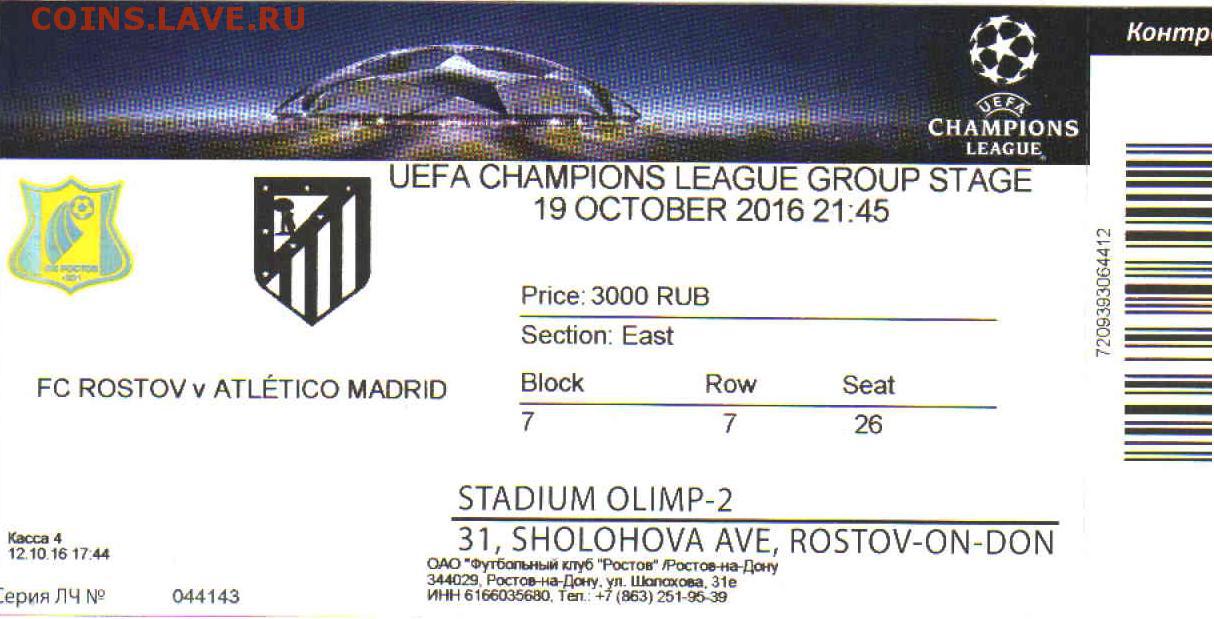 COINS.LAVE.RU
Контр
UEFA
CHAMPIONS
LEAGUE
UEFA CHAMPIONS LEAGUE GROUP STAGE
19 OCTOBER 2016 21:45
ФК РОСТОВ
Price: 3000 RUB
Section: East
FC ROSTOV v ATLÉTICO MADRID
Block Row Seat
7 7 26
7209393064412
STADIUM OLIMP-2
31, SHOLOHOVA AVE, ROSTOV-ON-DON
Касса 4
12.10.16 17:44
ОАО "Футбольный клуб "Ростов" /Ростов-на-Дону
344029, Ростов-на-Дону, ул. Шолохова, 31е
ИНН 6166035680, Тел.: +7 (863) 251-95-39
Серия ЛЧ № 044143